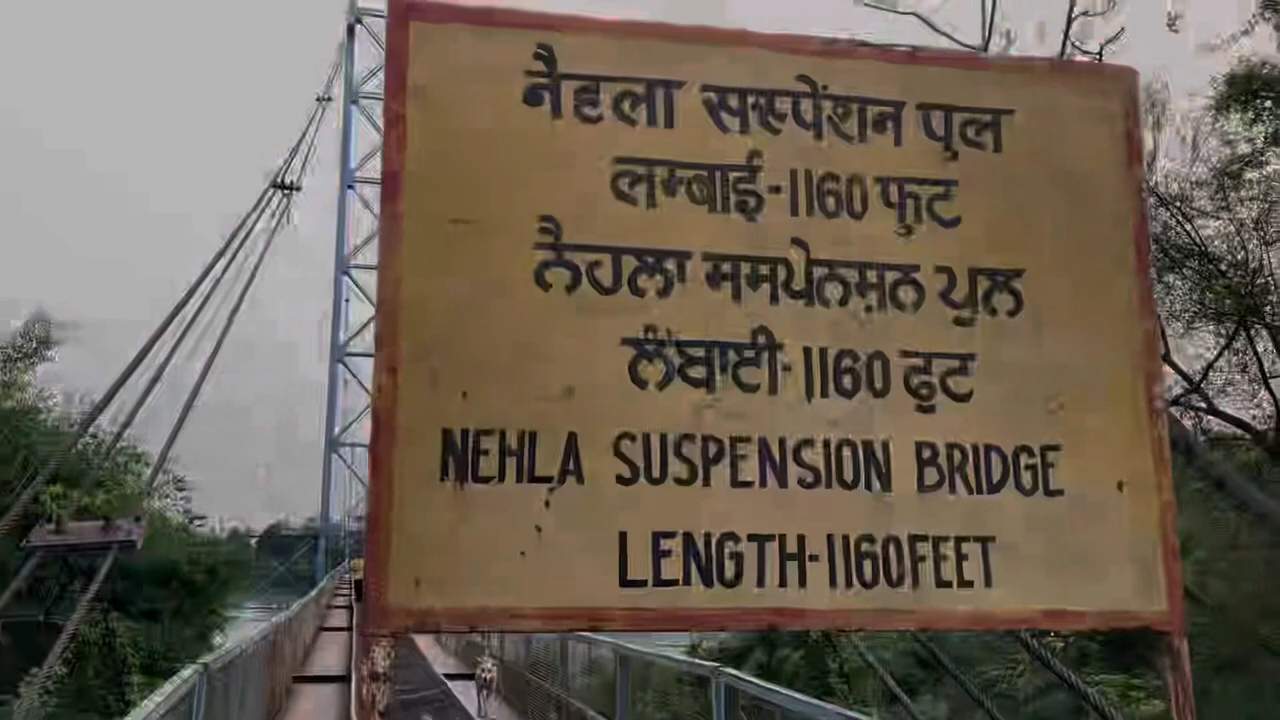 नैहला सस्पेंशन पुल
लम्बाई-1160 फुट
ਨੈਹਲਾ ਸਸਪੇਨਸ਼ਨ ਪੁਲ
ਲੰਬਾਈ-1160 ਫੁਟ
NEHLA SUSPENSION BRIDGE
LENGTH-1160FEET